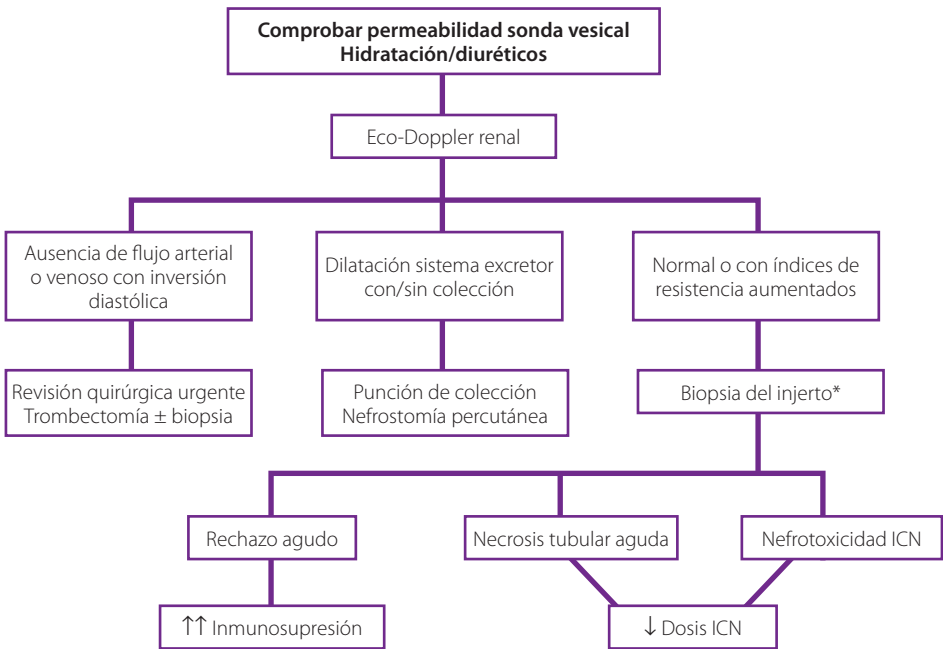 Comprobar permeabilidad sonda vesical
Hidratación/diuréticos
Eco-Doppler renal
Ausencia de flujo arterial
o venoso con inversión
diastólica
Dilatación sistema excretor
con/sin colección
Normal o con índices de
resistencia aumentados
Revisión quirúrgica urgente
Trombectomía ± biopsia
Punción de colección
Nefrostomía percutánea
Biopsia del injerto*
Rechazo agudo
Necrosis tubular aguda
Nefrotoxicidad ICN
↑↑ Inmunosupresión
↓ Dosis ICN